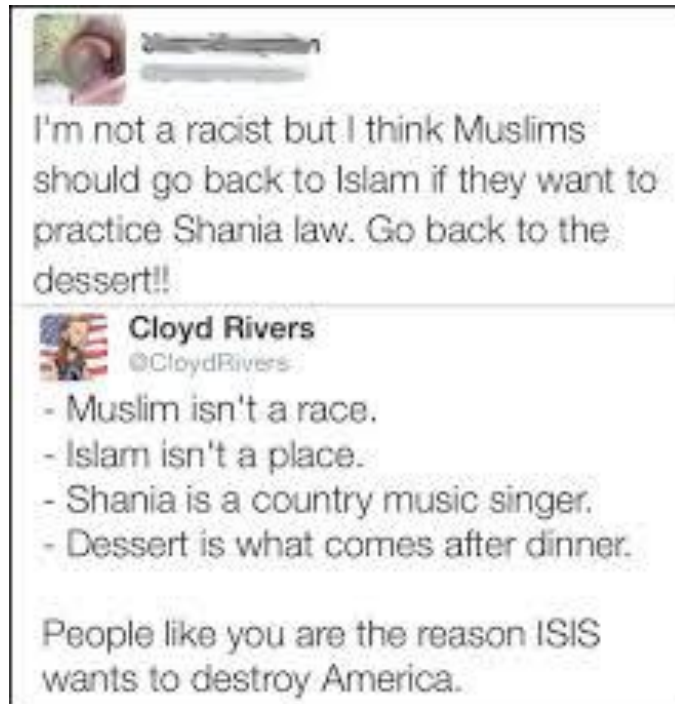 I'm not a racist but I think Muslims
should go back to Islam if they want to
practice Shania law. Go back to the
dessert!!
Cloyd Rivers
@CloydRivers
- Muslim isn't a race.
- Islam isn't a place.
- Shania is a country music singer.
- Dessert is what comes after dinner.
People like you are the reason ISIS
wants to destroy America.